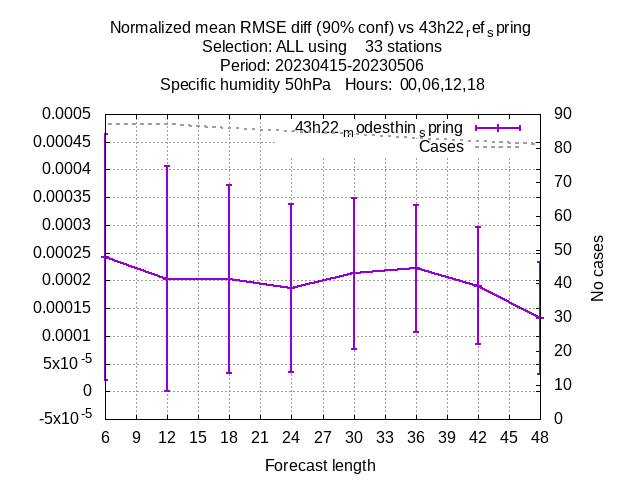 Normalized mean RMSE diff (90% conf) vs 43h22refspring
Selection: ALL using 33 stations
Period: 20230415-20230506
Specific humidity 50hPa Hours: 00,06,12,18
0.0005
0.00045
0.0004
0.00035
0.0003
0.00025
0.0002
0.00015
0.0001
5x10-5
0
-5x10-5
90
80
70
60
50
40
30
20
10
0
43h22modesthinspring
Cases
No cases
6 9 12 15 18 21 24 27 30 33 36 39 42 45 48
Forecast length